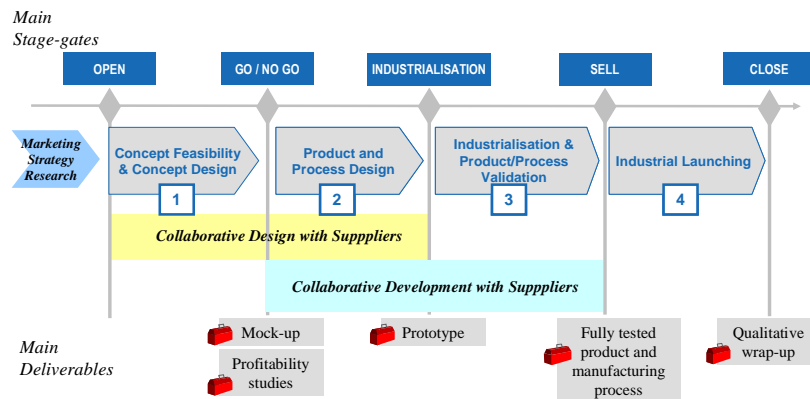 Main
Stage-gates
OPEN
GO / NO GO
INDUSTRIALISATION
SELL
CLOSE
Marketing
Strategy
Research
Concept Feasibility
& Concept Design
1
Product and
Process Design
2
Industrialisation &
Product/Process
Validation
3
Industrial Launching
4
Collaborative Design with Supppliers
Collaborative Development with Supppliers
Main
Deliverables
Mock-up
Profitability
studies
Prototype
Fully tested
product and
manufacturing
process
Qualitative
wrap-up